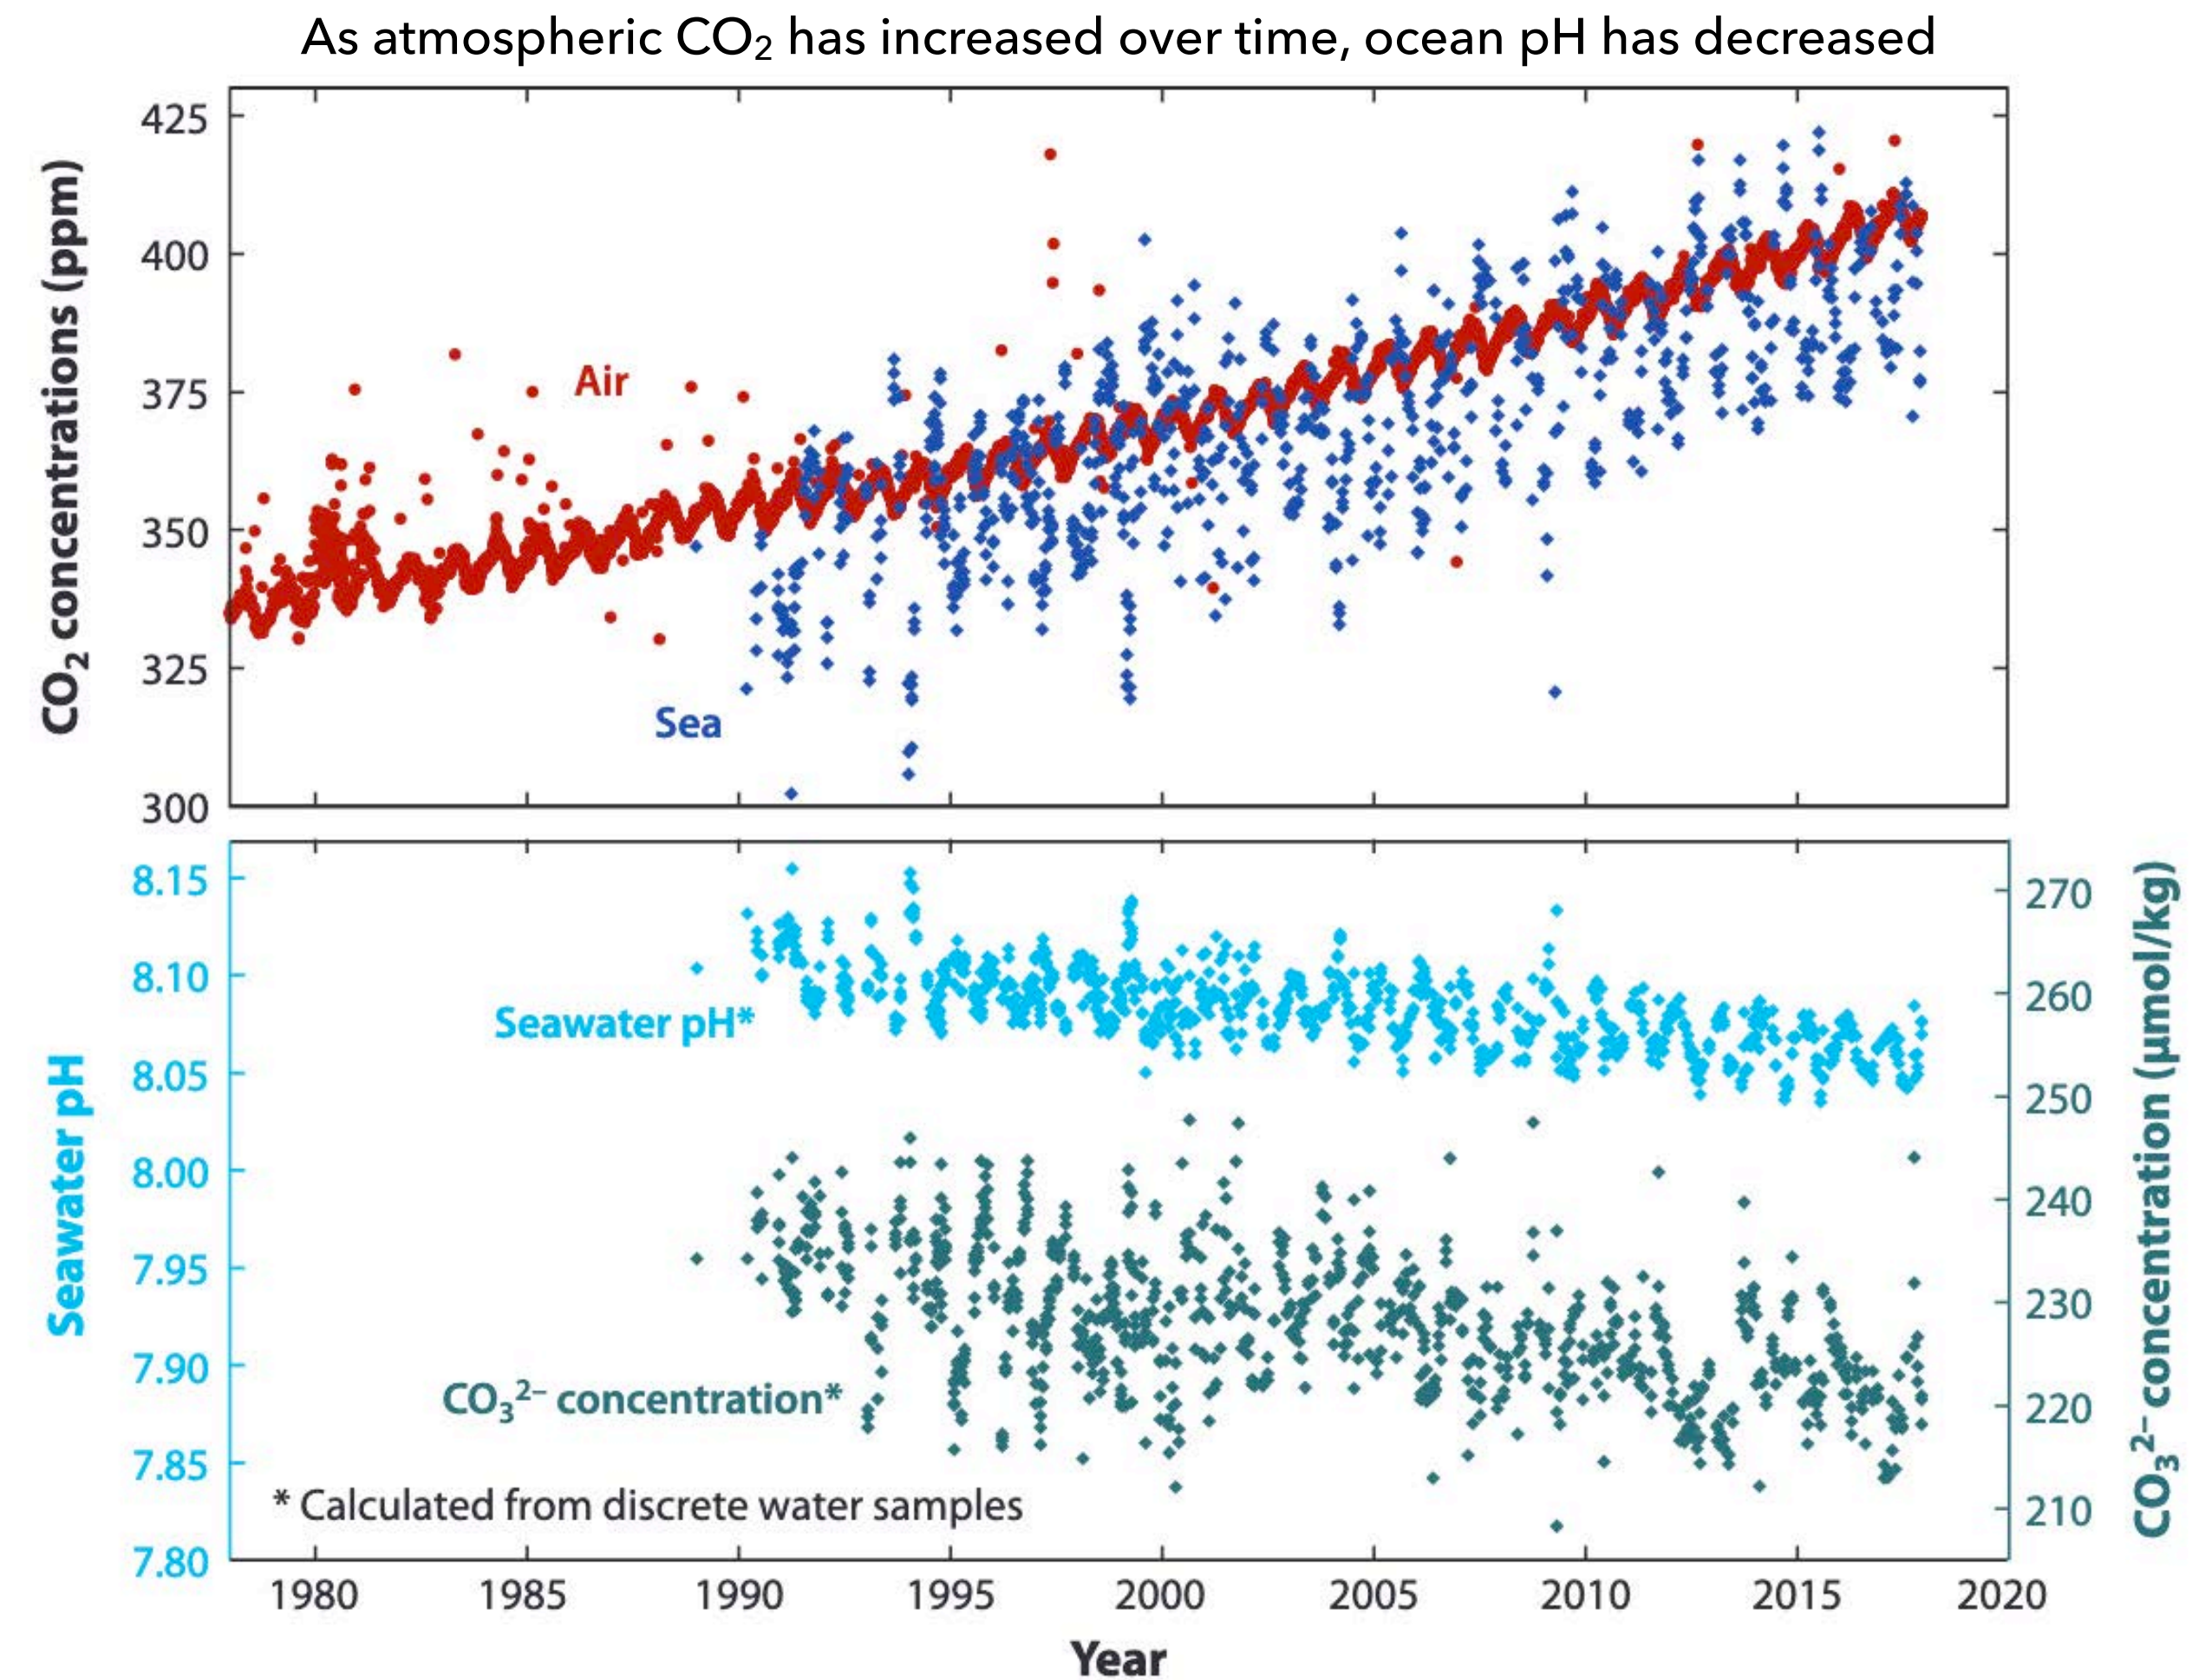 As atmospheric CO₂ has increased over time, ocean pH has decreased
CO₂ concentrations (ppm)
425
400
375
350
325
300
Air
Sea
Seawater pH
8.15
8.10
8.05
8.00
7.95
7.90
7.85
7.80
Seawater pH*
CO₃²⁻ concentration*
* Calculated from discrete water samples
270
260
250
240
230
220
210
CO₃²⁻ concentration (μmol/kg)
1980 1985 1990 1995 2000 2005 2010 2015 2020
Year